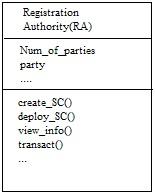 Registration
Authority(RA)
Num_of_parties
party
....
create_SC()
deploy_SC()
view_info()
transact()
...